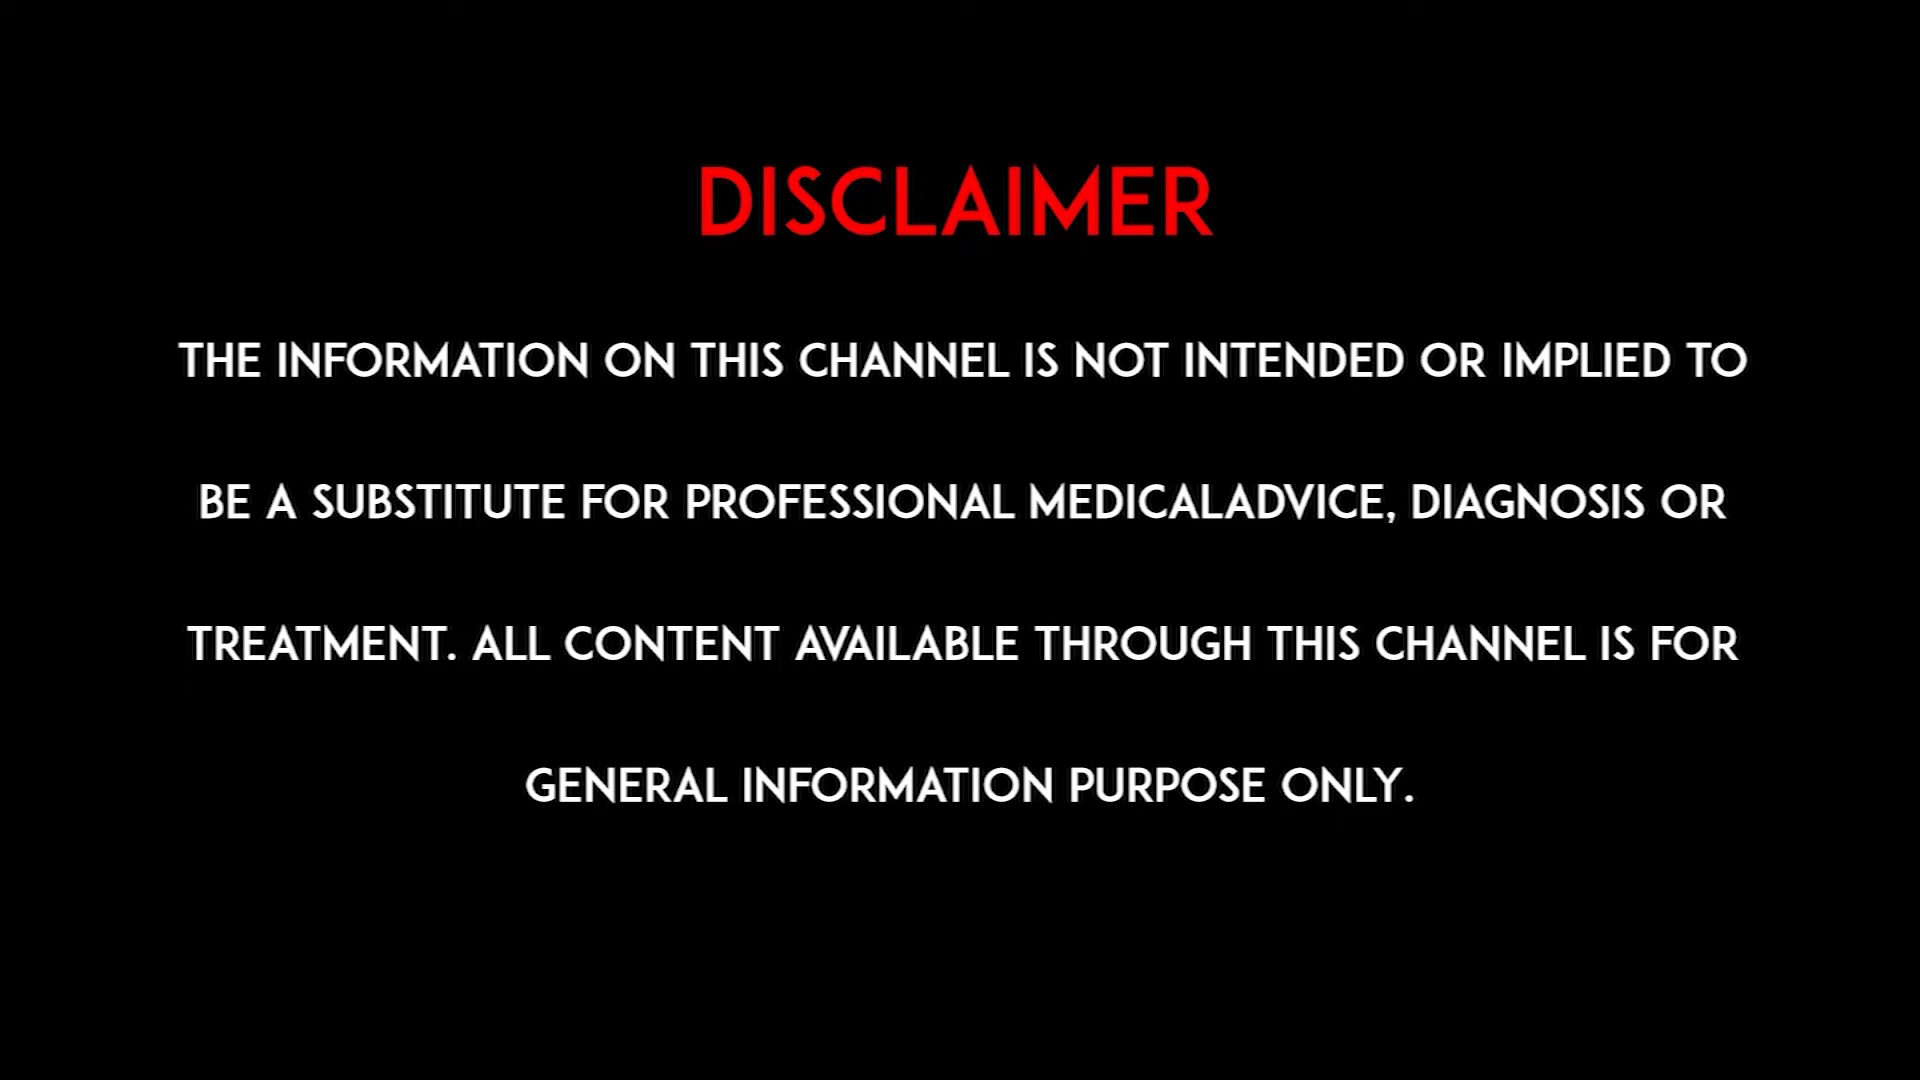 DISCLAIMER
THE INFORMATION ON THIS CHANNEL IS NOT INTENDED OR IMPLIED TO
BE A SUBSTITUTE FOR PROFESSIONAL MEDICALADVICE, DIAGNOSIS OR
TREATMENT. ALL CONTENT AVAILABLE THROUGH THIS CHANNEL IS FOR
GENERAL INFORMATION PURPOSE ONLY.